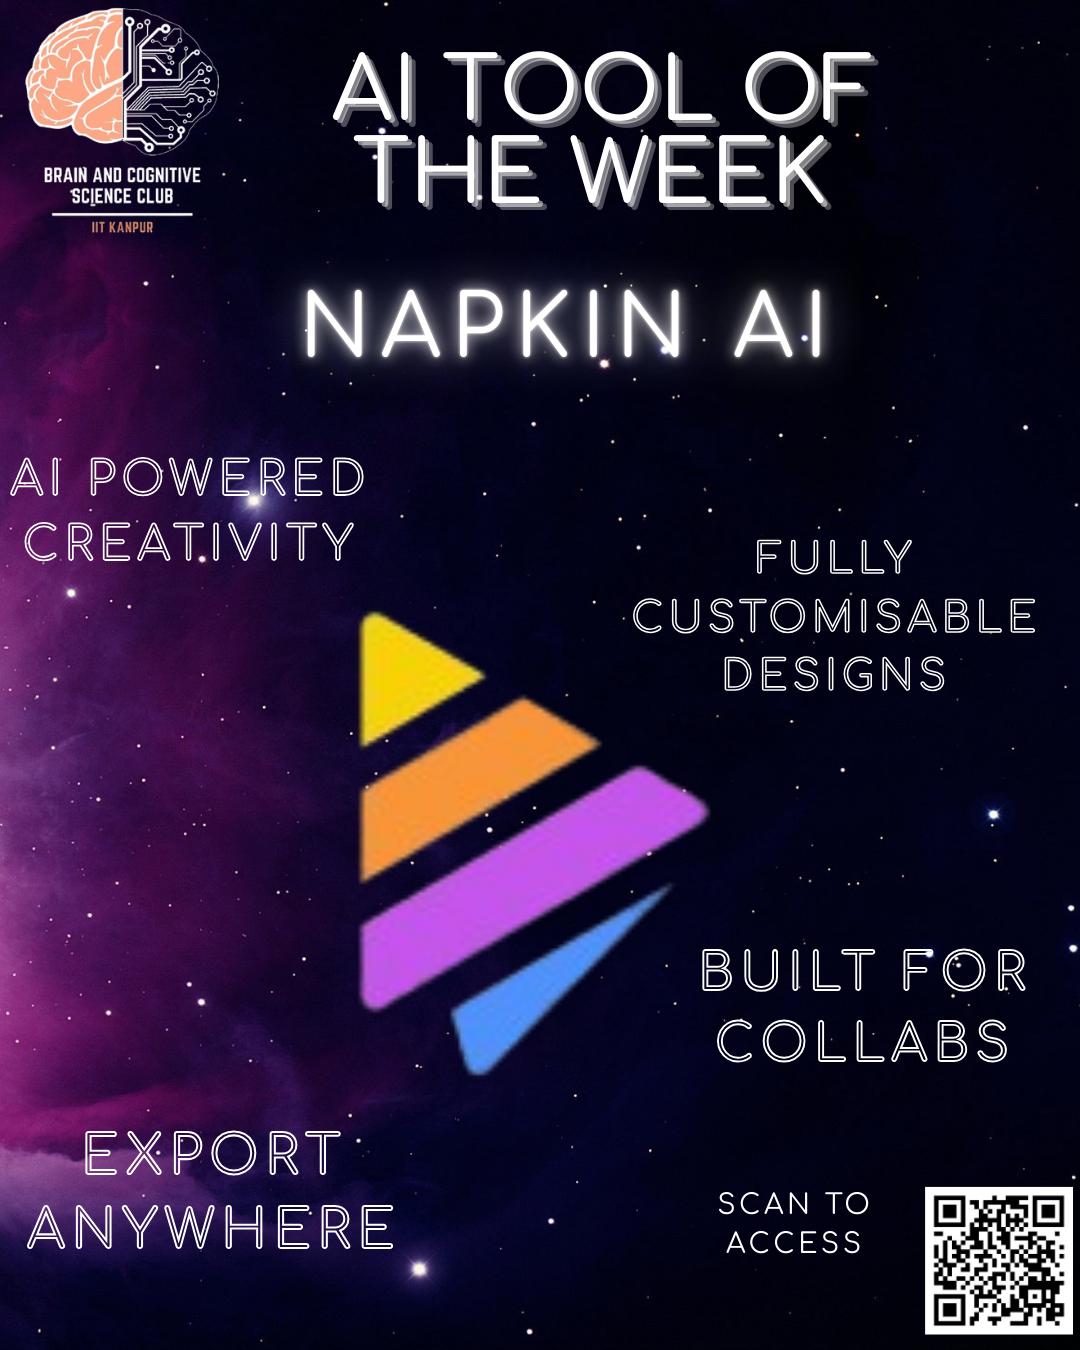 BRAIN AND COGNITIVE
SCIENCE CLUB
IIT KANPUR
AI TOOL OF
THE WEEK
NAPKIN AI
AI POWERED
CREATIVITY
FULLY
CUSTOMISABLE
DESIGNS
BUILT FOR
COLLABS
EXPORT
ANYWHERE
SCAN TO
ACCESS